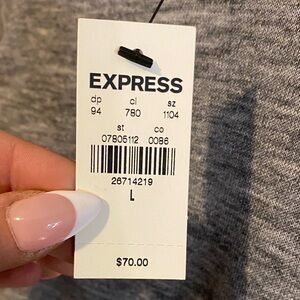 EXPRESS
dp cl sz
94 780 1104
st co
07805112 0086
26714219
L
$70.00